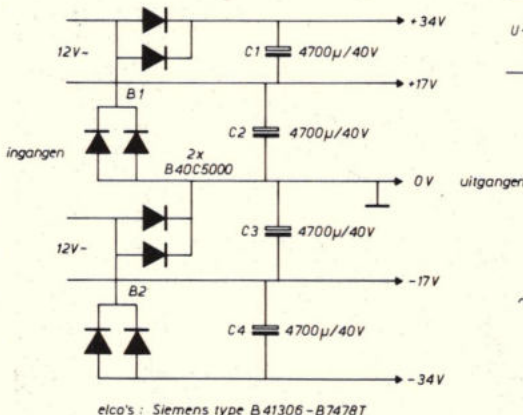 +34V
12V~
C1 4700µ/40V
+17V
B1
C2 4700µ/40V
ingangen
2x
B40C5000
0V uitgangen
C3 4700µ/40V
12V~
-17V
B2
C4 4700µ/40V
-34V
elco's : Siemens type B41306-B7478T